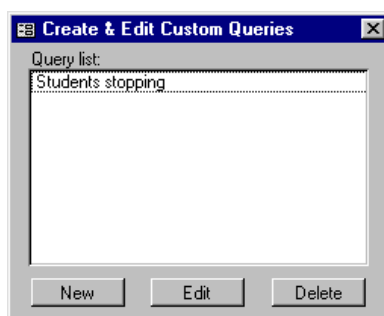 Create & Edit Custom Queries
Query list:
Students stopping
New Edit Delete